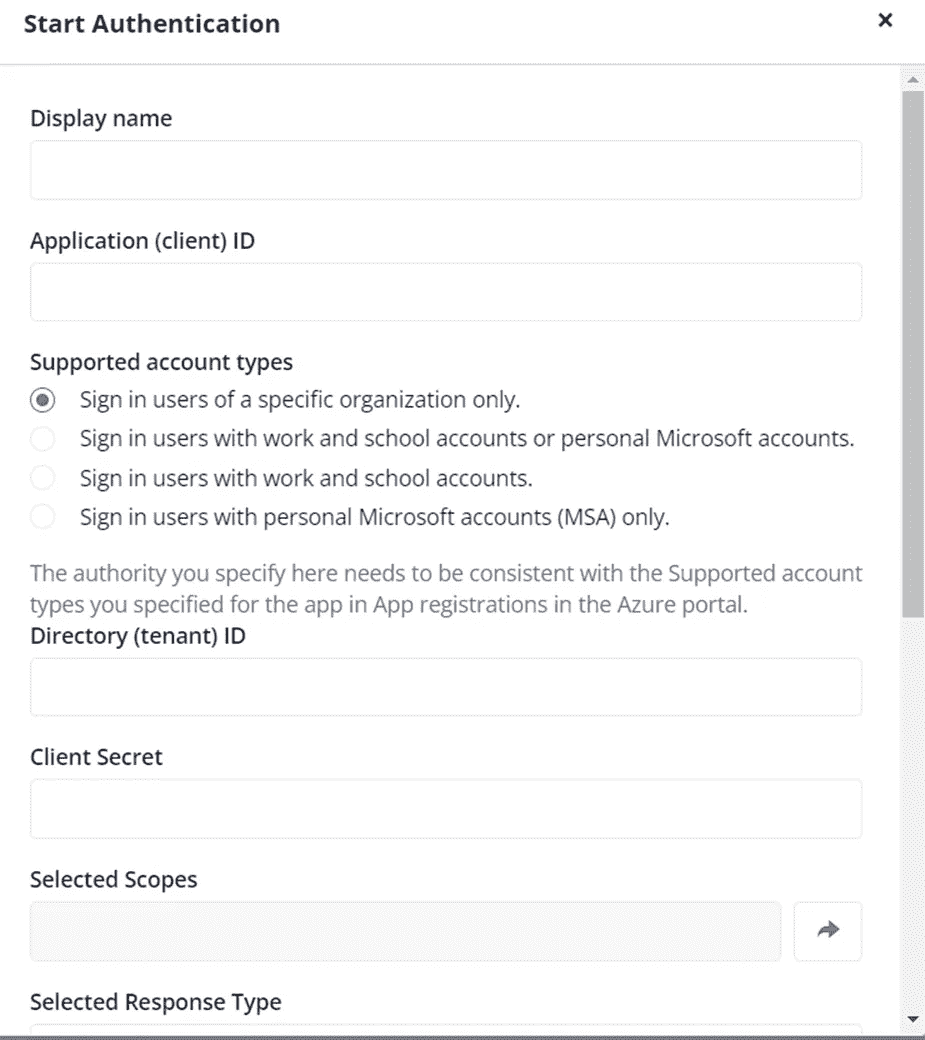 Start Authentication
Display name
Application (client) ID
Supported account types
Sign in users of a specific organization only.
Sign in users with work and school accounts or personal Microsoft accounts.
Sign in users with work and school accounts.
Sign in users with personal Microsoft accounts (MSA) only.
The authority you specify here needs to be consistent with the Supported account
types you specified for the app in App registrations in the Azure portal.
Directory (tenant) ID
Client Secret
Selected Scopes
Selected Response Type